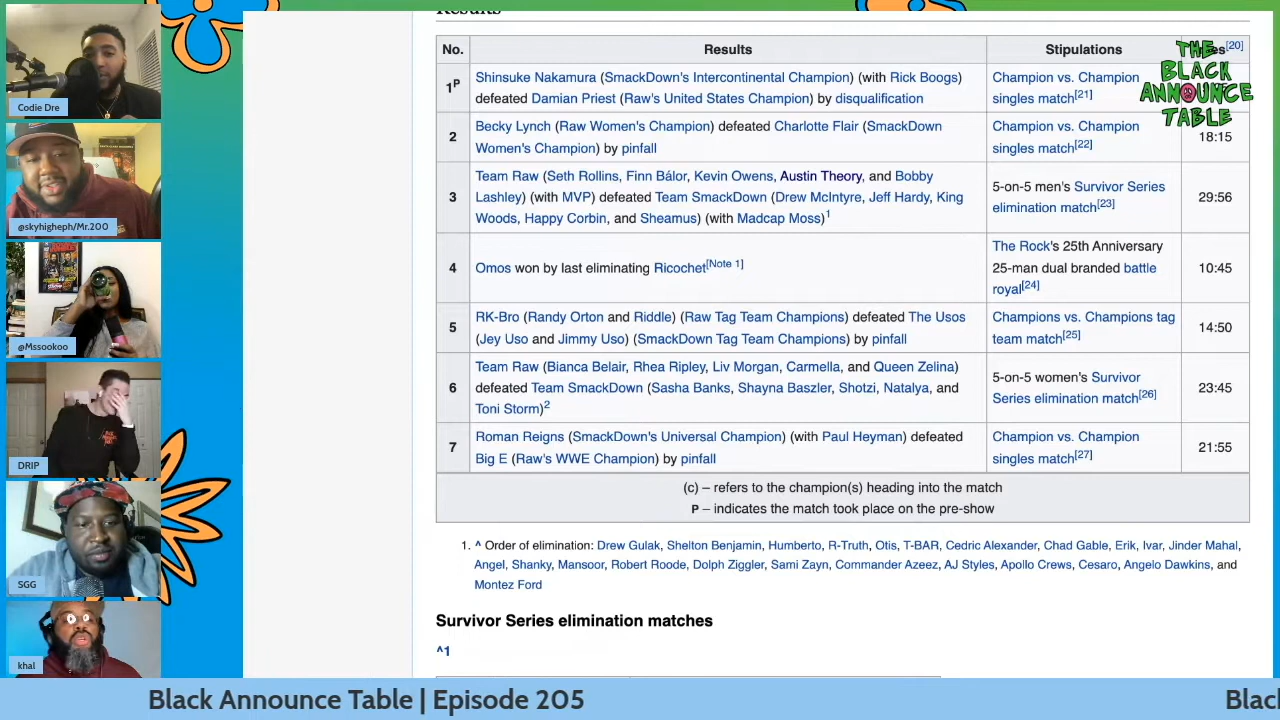 Results
No. Results Stipulations es[20]
1P Shinsuke Nakamura (SmackDown's Intercontinental Champion) (with Rick Boogs)
defeated Damian Priest (Raw's United States Champion) by disqualification
Champion vs. Champion
singles match[21]
2 Becky Lynch (Raw Women's Champion) defeated Charlotte Flair (SmackDown
Women's Champion) by pinfall
Champion vs. Champion
singles match[22]
18:15
3 Team Raw (Seth Rollins, Finn Bálor, Kevin Owens, Austin Theory, and Bobby
Lashley) (with MVP) defeated Team SmackDown (Drew McIntyre, Jeff Hardy, King
Woods, Happy Corbin, and Sheamus) (with Madcap Moss)1
5-on-5 men's Survivor Series
elimination match[23]
29:56
4 Omos won by last eliminating Ricochet[Note 1]
The Rock's 25th Anniversary
25-man dual branded battle
royal[24]
10:45
5 RK-Bro (Randy Orton and Riddle) (Raw Tag Team Champions) defeated The Usos
(Jey Uso and Jimmy Uso) (SmackDown Tag Team Champions) by pinfall
Champions vs. Champions tag
team match[25]
14:50
6 Team Raw (Bianca Belair, Rhea Ripley, Liv Morgan, Carmella, and Queen Zelina)
defeated Team SmackDown (Sasha Banks, Shayna Baszler, Shotzi, Natalya, and
Toni Storm)2
5-on-5 women's Survivor
Series elimination match[26]
23:45
7 Roman Reigns (SmackDown's Universal Champion) (with Paul Heyman) defeated
Big E (Raw's WWE Champion) by pinfall
Champion vs. Champion
singles match[27]
21:55
(c) – refers to the champion(s) heading into the match
P – indicates the match took place on the pre-show
1. ^ Order of elimination: Drew Gulak, Shelton Benjamin, Humberto, R-Truth, Otis, T-BAR, Cedric Alexander, Chad Gable, Erik, Ivar, Jinder Mahal,
Angel, Shanky, Mansoor, Robert Roode, Dolph Ziggler, Sami Zayn, Commander Azeez, AJ Styles, Apollo Crews, Cesaro, Angelo Dawkins, and
Montez Ford
Survivor Series elimination matches
^1
THE
BLACK
ANNOUNCE
TABLE
Codie Dre
@skyhigheph/Mr.200
@Mssookoo
DRIP
SGG
khal
Black Announce Table | Episode 205
Blac